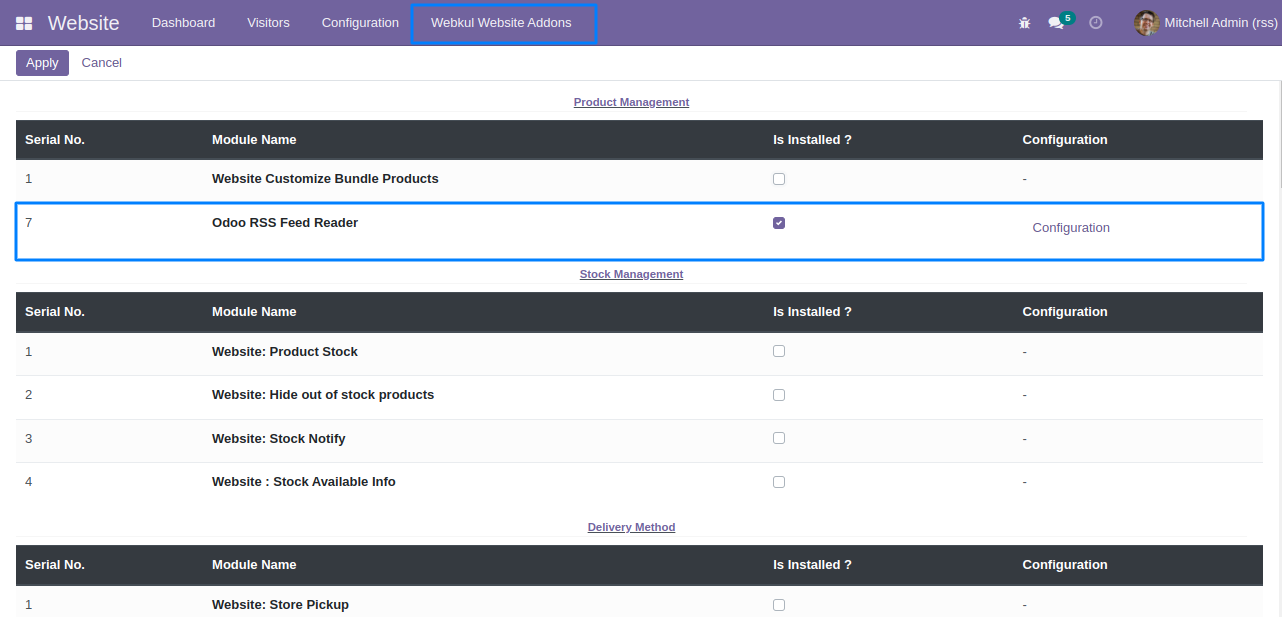 Website Dashboard Visitors Configuration Webkul Website Addons 5 Mitchell Admin (rss)
Apply Cancel
Product Management
Serial No. Module Name Is Installed ? Configuration
1 Website Customize Bundle Products -
7 Odoo RSS Feed Reader Configuration
Stock Management
Serial No. Module Name Is Installed ? Configuration
1 Website: Product Stock -
2 Website: Hide out of stock products -
3 Website: Stock Notify -
4 Website : Stock Available Info -
Delivery Method
Serial No. Module Name Is Installed ? Configuration
1 Website: Store Pickup -